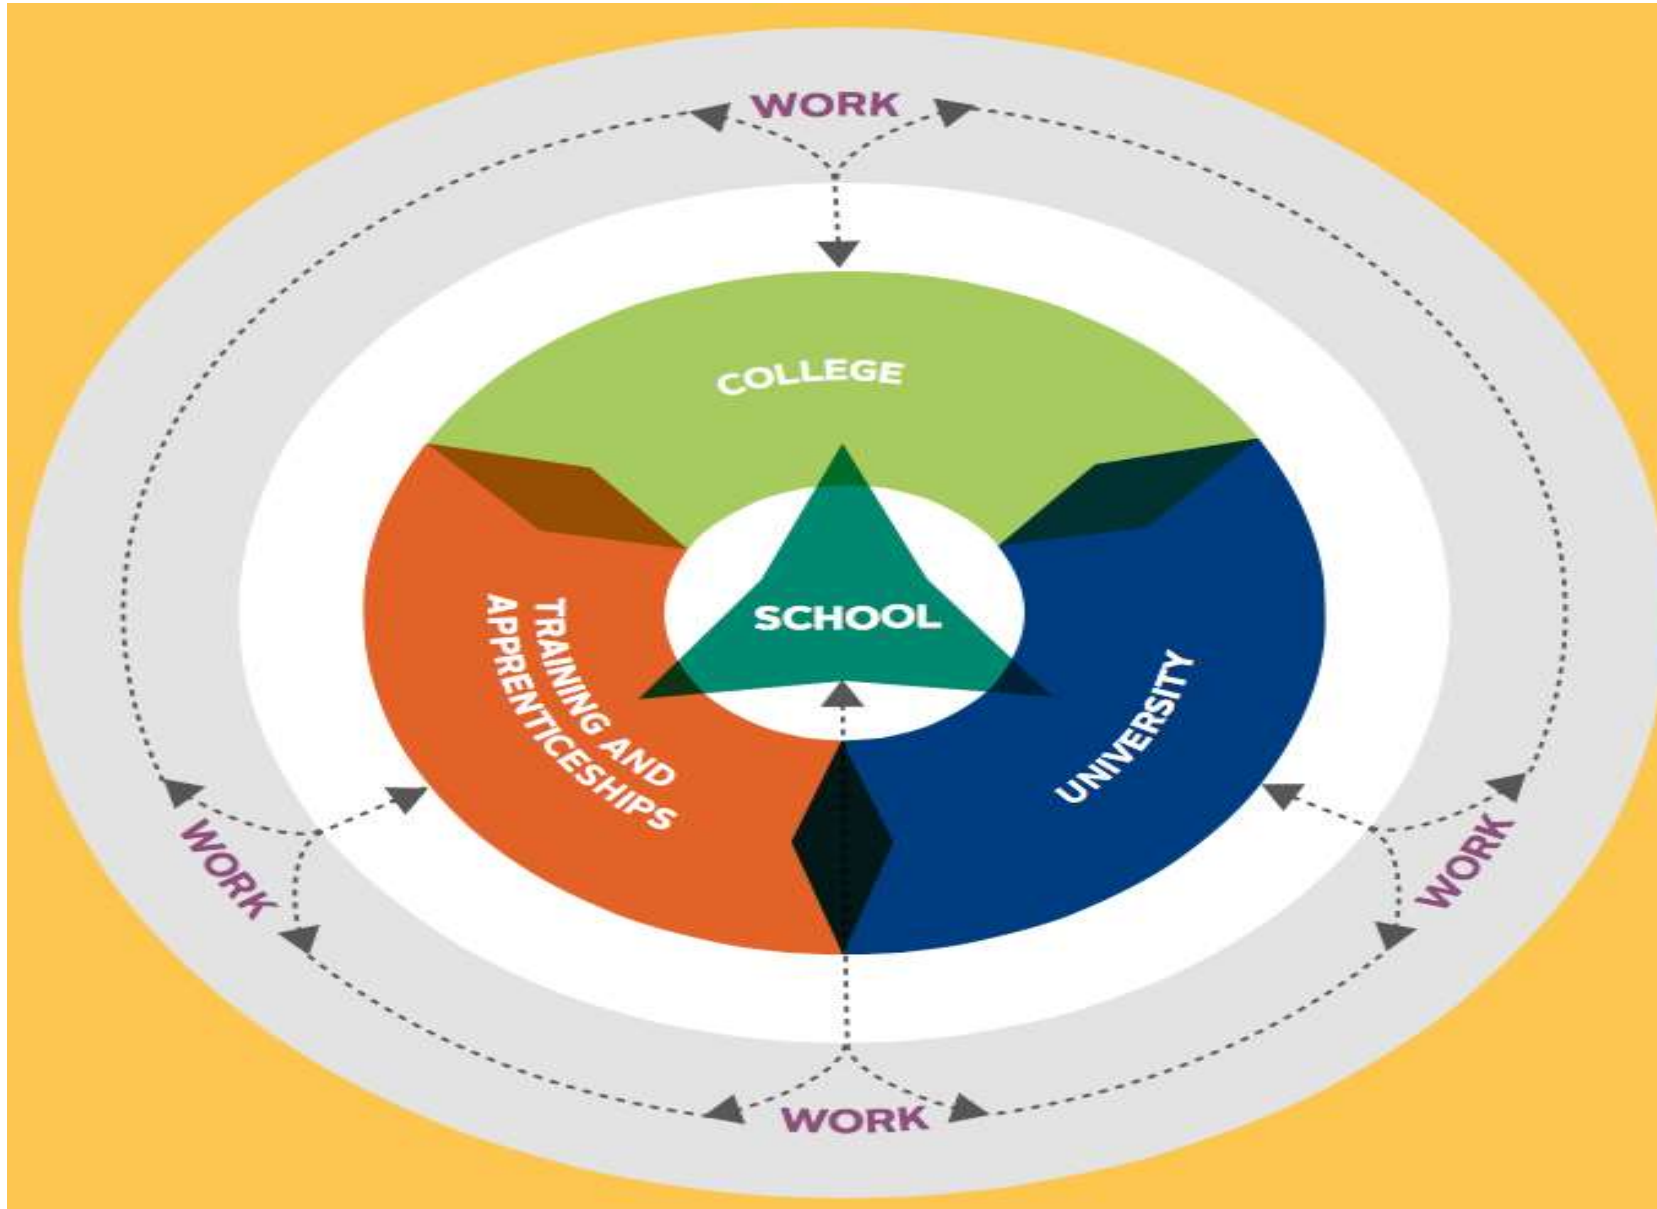 WORK
COLLEGE
SCHOOL
TRAINING AND
APPRENTICESHIPS
UNIVERSITY
WORK
WORK
WORK